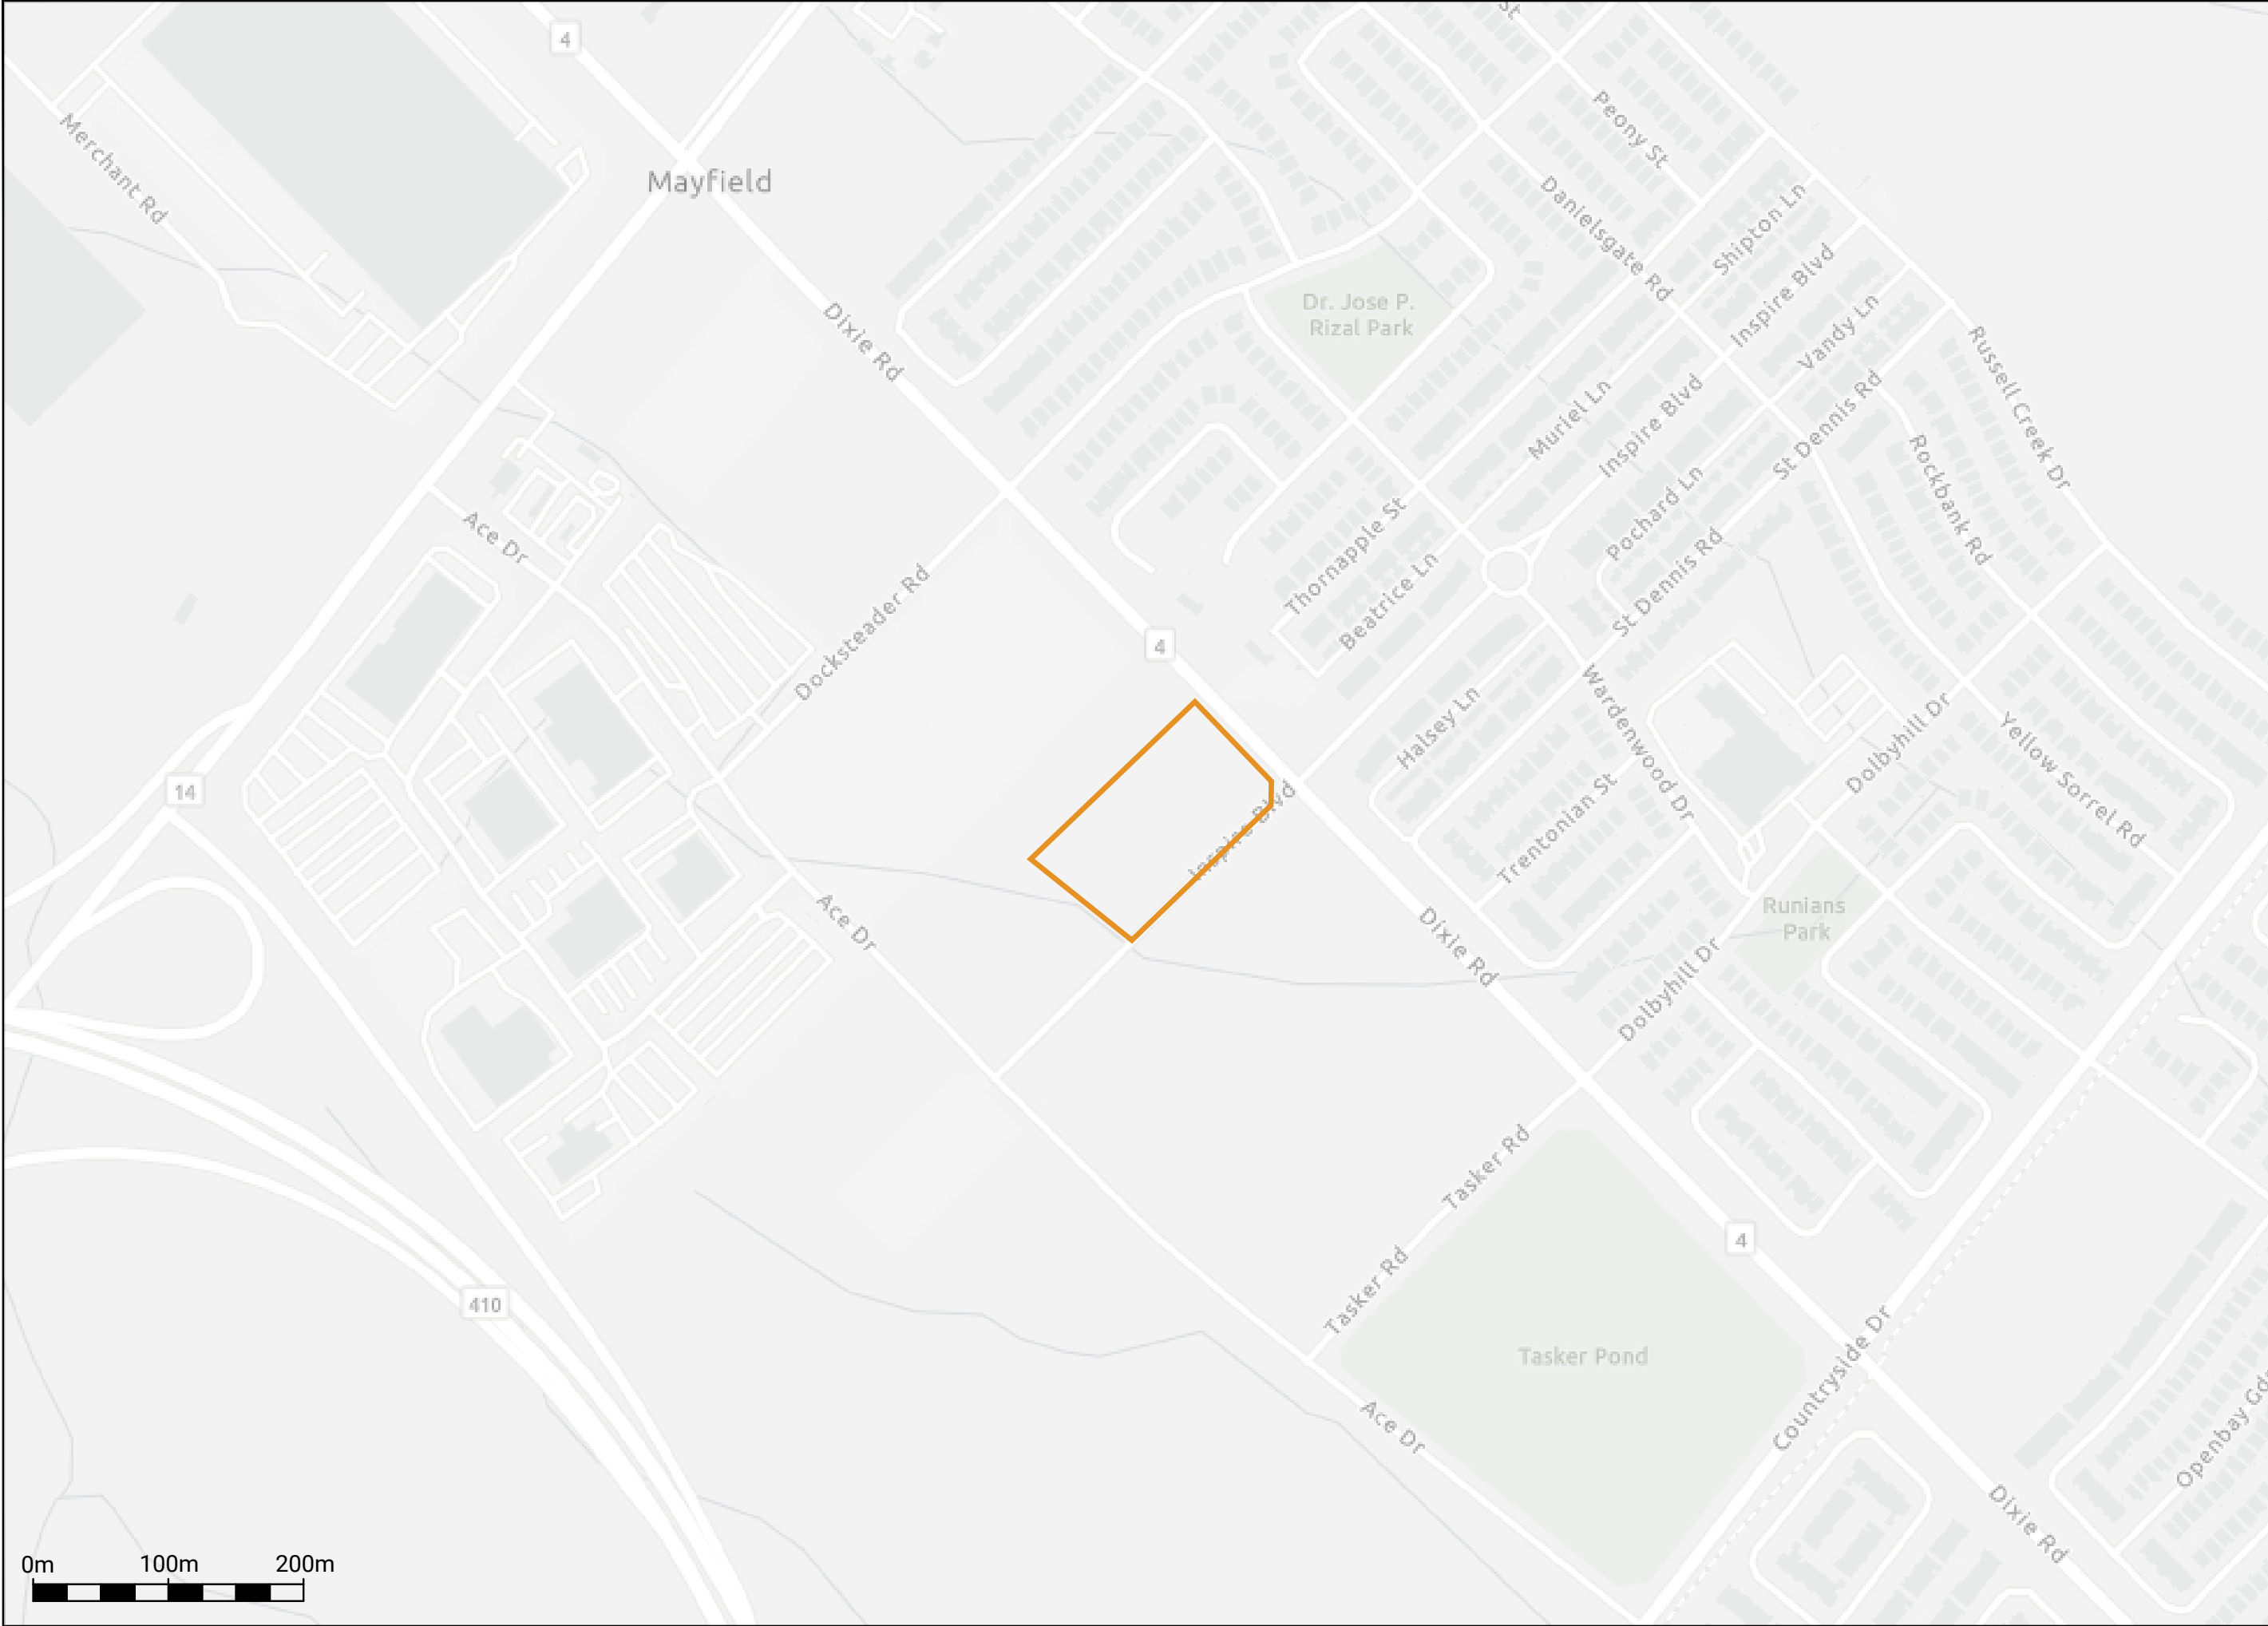 St
4
Peony St
Merchant Rd
Mayfield
Danielsgate Rd
Shipton Ln
Inspire Blvd
Dixie Rd
Dr. Jose P.
Rizal Park
Vandy Ln
Russell Creek Dr
Muriel Ln
Inspire Blvd
St Dennis Rd
Rockbank Rd
Ace Dr
Pochard Ln
Thornapple St
Beatrice Ln
St Dennis Rd
Docksteader Rd
4
Wardenwood Dr
Halsey Ln
Dolbyhill Dr
Yellow Sorrel Rd
14
Inspire Blvd
Trentonian St
Ace Dr
Dixie Rd
Runians
Park
Dolbyhill Dr
Tasker Rd
4
410
Tasker Rd
Tasker Pond
Countryside Dr
Ace Dr
Openbay Gdn
Dixie Rd
0m 100m 200m